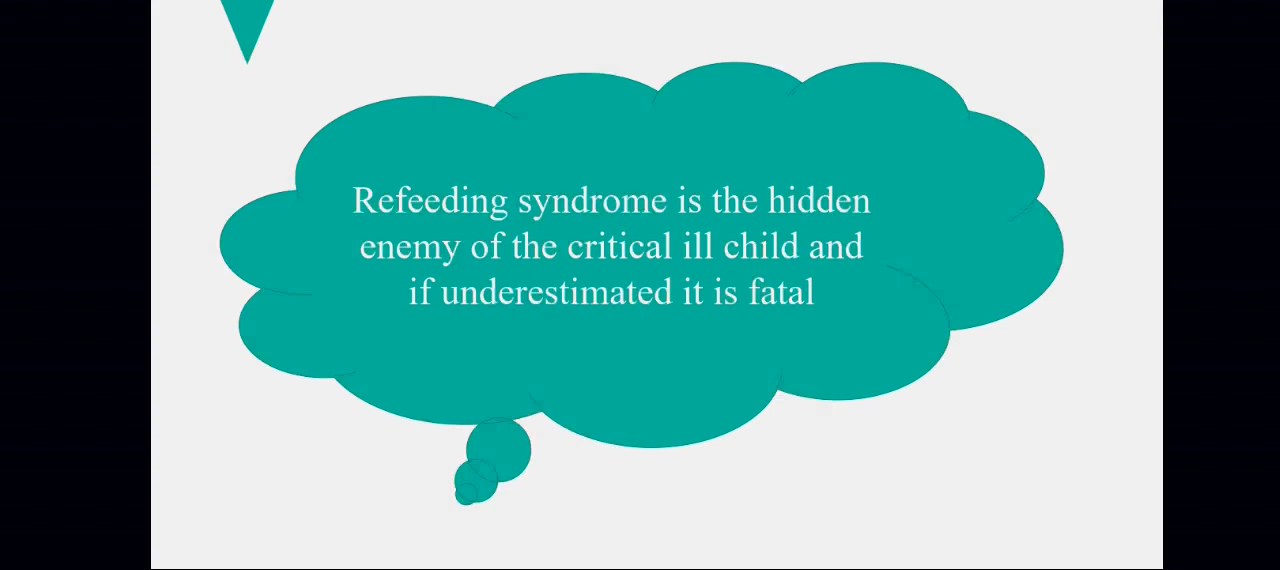 Refeeding syndrome is the hidden
enemy of the critical ill child and
if underestimated it is fatal